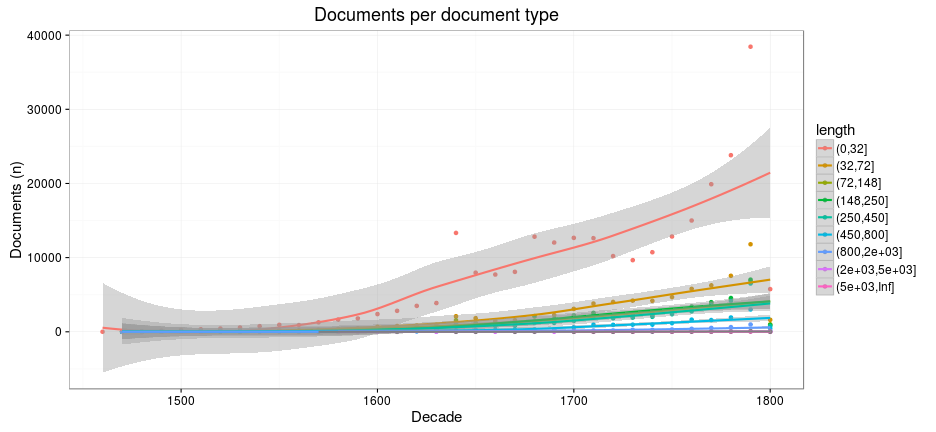 Documents per document type
Documents (n)
40000
30000
20000
10000
0
1500
1600
1700
1800
Decade
length
(0,32]
(32,72]
(72,148]
(148,250]
(250,450]
(450,800]
(800,2e+03]
(2e+03,5e+03]
(5e+03,Inf]